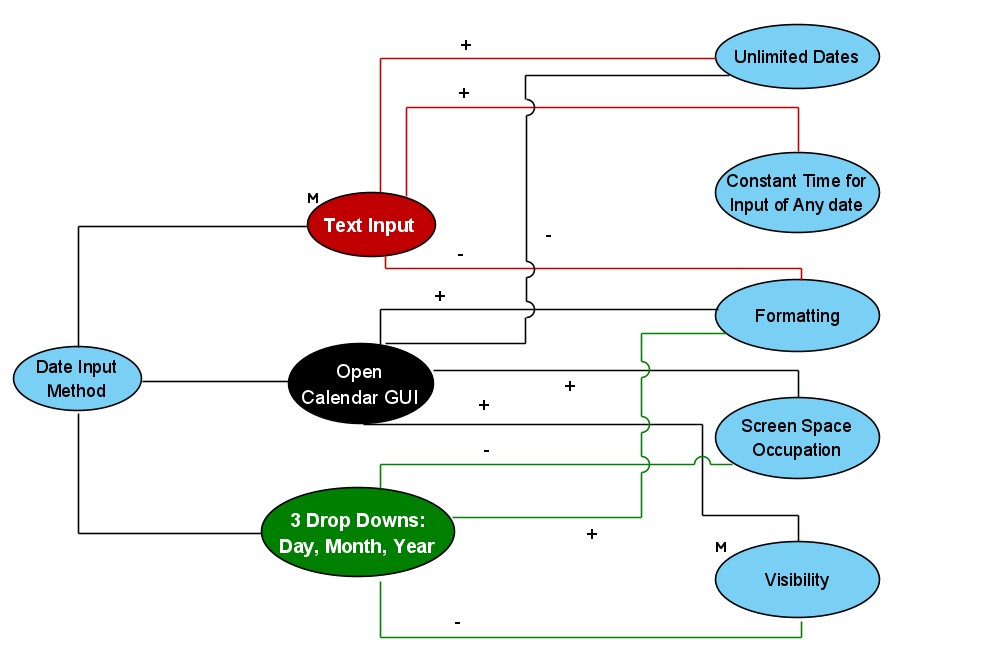 +
Unlimited Dates
+
Constant Time for
Input of Any date
M
Text Input
-
-
+
Formatting
Date Input
Method
Open
Calendar GUI
+
+
Screen Space
Occupation
-
3 Drop Downs:
Day, Month, Year
+
M
Visibility
-